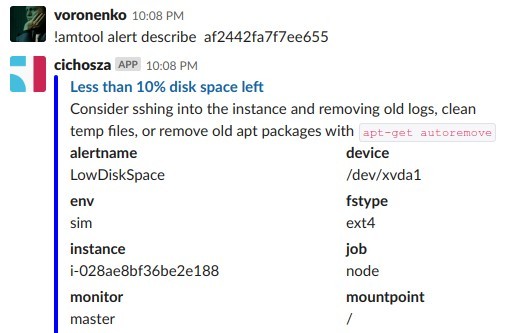 voronenko 10:08 PM
!amtool alert describe af2442fa7f7ee655
cichosza APP 10:08 PM
Less than 10% disk space left
Consider sshing into the instance and removing old logs, clean
temp files, or remove old apt packages with apt-get autoremove
alertname device
LowDiskSpace /dev/xvda1
env fstype
sim ext4
instance job
i-028ae8bf36be2e188 node
monitor mountpoint
master /